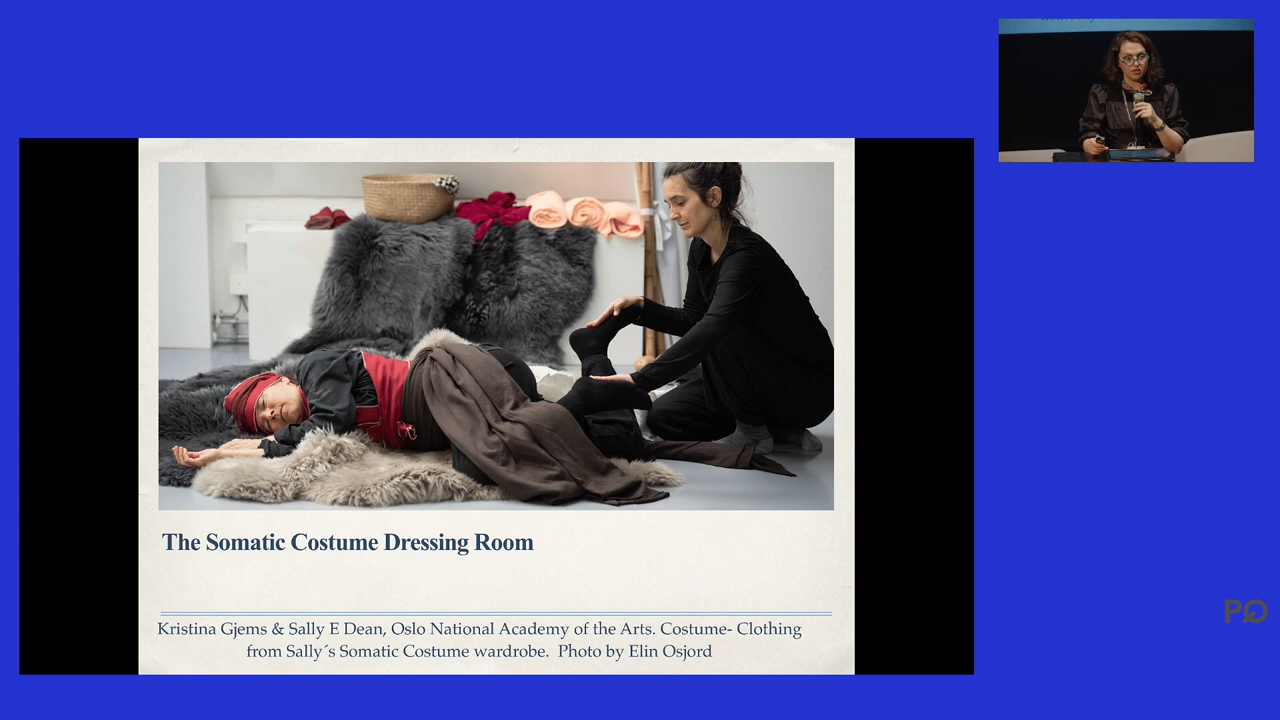 The Somatic Costume Dressing Room
Kristina Gjems & Sally E Dean, Oslo National Academy of the Arts. Costume- Clothing
from Sally´s Somatic Costume wardrobe.  Photo by Elin Osjord
PQ